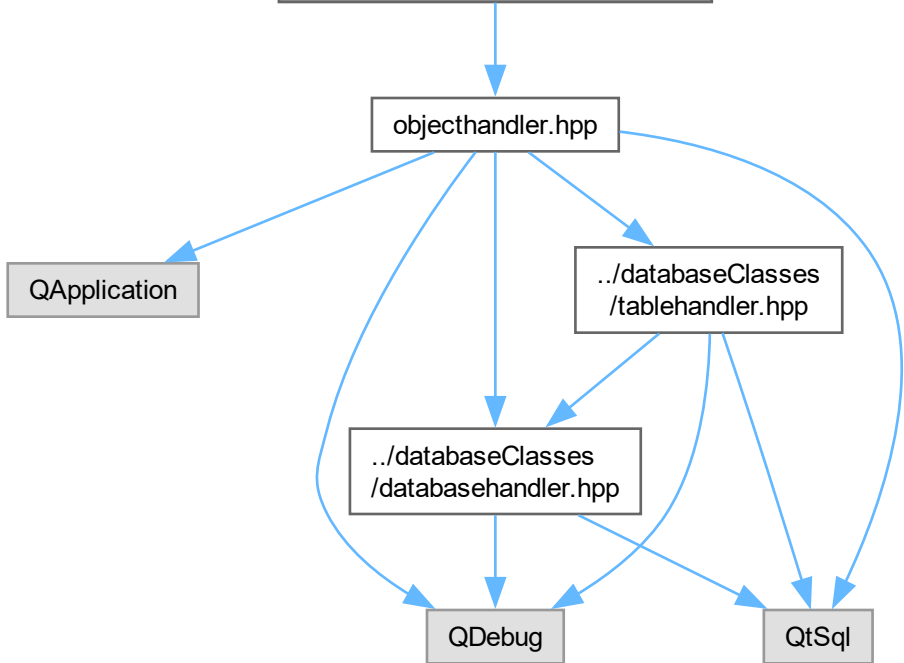 objecthandler.hpp
../databaseClasses
/tablehandler.hpp
QApplication
../databaseClasses
/databasehandler.hpp
QDebug
QtSql